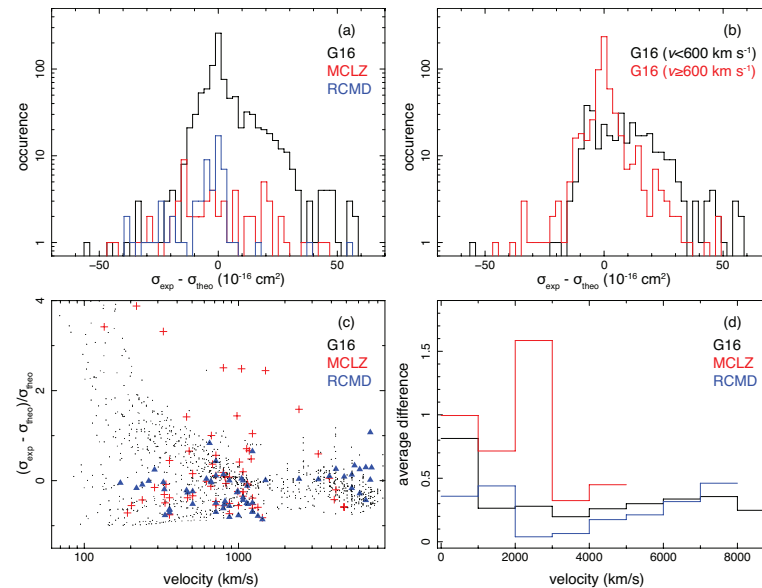 (a)
G16
MCLZ
RCMD
occurence
100
10
1
−50
0
50
σexp - σtheo (10-16 cm2)
(b)
G16 (v<600 km s-1)
G16 (v≥600 km s-1)
occurence
100
10
1
−50
0
50
σexp - σtheo (10-16 cm2)
(c)
G16
MCLZ
RCMD
(σexp - σtheo)/σtheo
4
2
0
100
1000
velocity (km/s)
(d)
G16
MCLZ
RCMD
average difference
1.5
1
0.5
0
0
2000
4000
6000
8000
velocity (km/s)